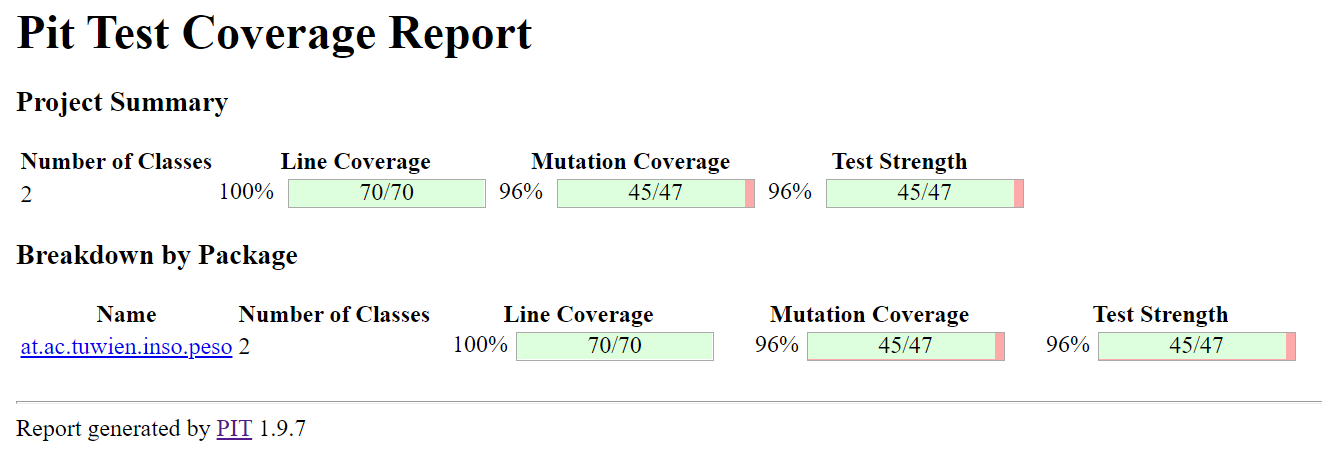 Pit Test Coverage Report
Project Summary
Number of Classes Line Coverage Mutation Coverage Test Strength
2 100% 70/70 96% 45/47 96% 45/47
Breakdown by Package
Name Number of Classes Line Coverage Mutation Coverage Test Strength
at.ac.tuwien.inso.peso 2 100% 70/70 96% 45/47 96% 45/47
Report generated by PIT 1.9.7